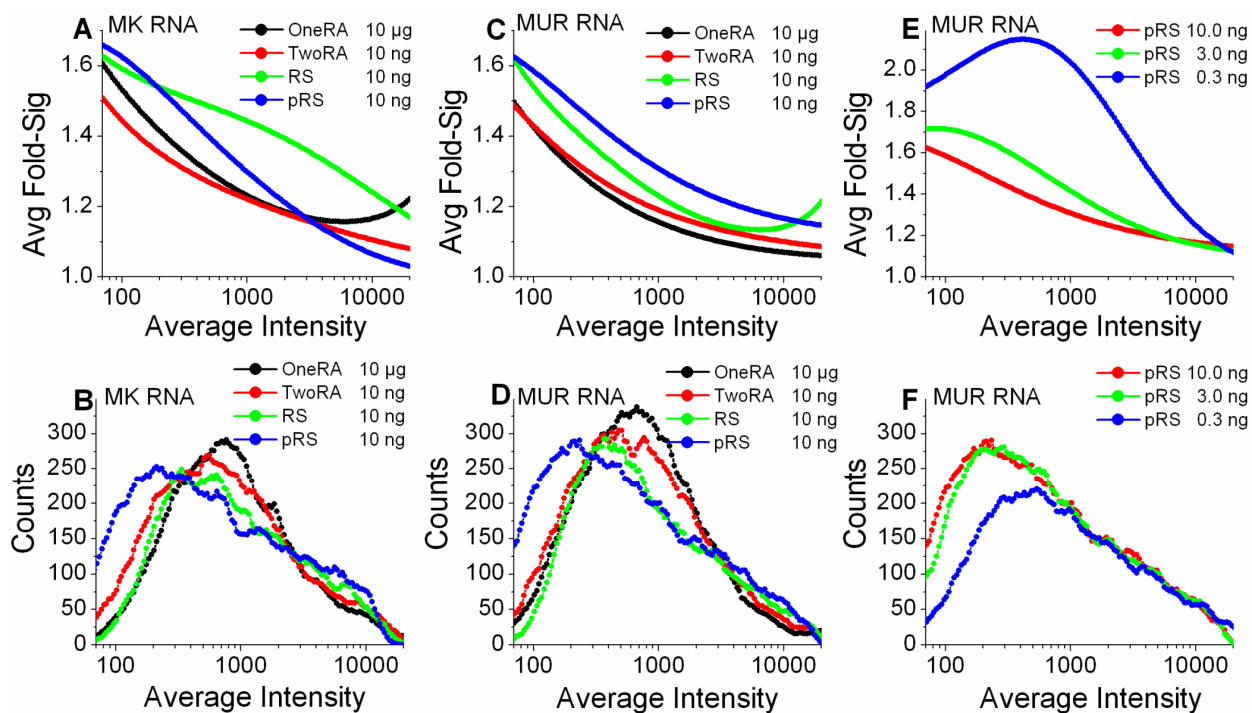 A MK RNA
OneRA 10 µg
TwoRA 10 ng
RS 10 ng
pRS 10 ng
Avg Fold-Sig
1.6
1.4
1.2
1.0
100 1000 10000
Average Intensity
C MUR RNA
OneRA 10 µg
TwoRA 10 ng
RS 10 ng
pRS 10 ng
Avg Fold-Sig
1.6
1.4
1.2
1.0
100 1000 10000
Average Intensity
E MUR RNA
pRS 10.0 ng
pRS 3.0 ng
pRS 0.3 ng
Avg Fold-Sig
2.0
1.8
1.6
1.4
1.2
1.0
100 1000 10000
Average Intensity
B MK RNA
OneRA 10 µg
TwoRA 10 ng
RS 10 ng
pRS 10 ng
Counts
300
250
200
150
100
50
0
100 1000 10000
Average Intensity
D MUR RNA
OneRA 10 µg
TwoRA 10 ng
RS 10 ng
pRS 10 ng
Counts
300
250
200
150
100
50
0
100 1000 10000
Average Intensity
F MUR RNA
pRS 10.0 ng
pRS 3.0 ng
pRS 0.3 ng
Counts
300
250
200
150
100
50
0
100 1000 10000
Average Intensity